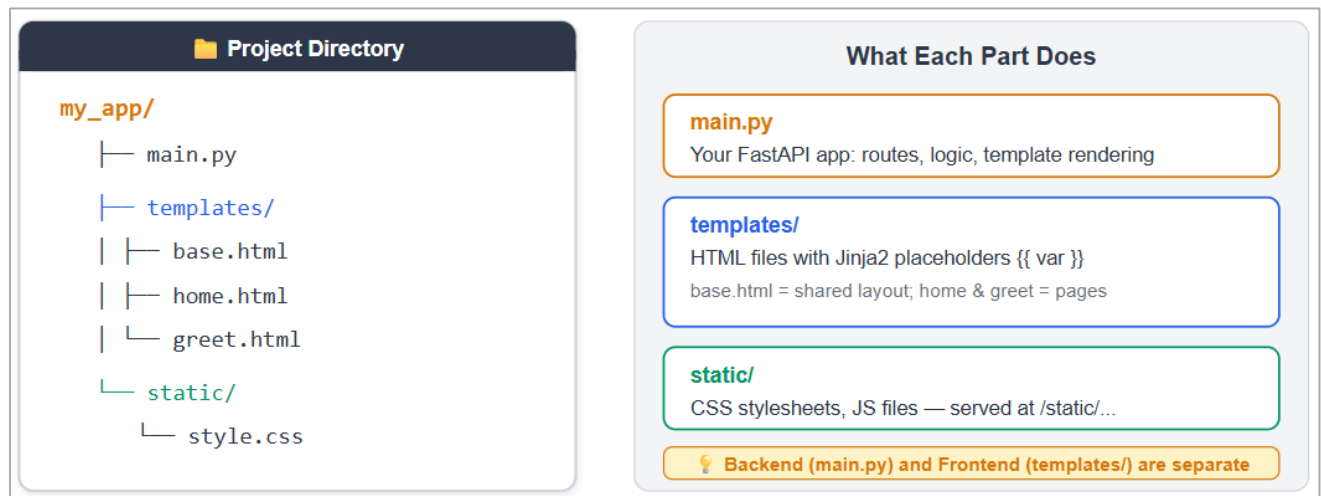 📁 Project Directory
my_app/
├── main.py
├── templates/
│ ├── base.html
│ ├── home.html
│ └── greet.html
└── static/
└── style.css
What Each Part Does
main.py
Your FastAPI app: routes, logic, template rendering
templates/
HTML files with Jinja2 placeholders {{ var }}
base.html = shared layout; home & greet = pages
static/
CSS stylesheets, JS files — served at /static/...
💡 Backend (main.py) and Frontend (templates/) are separate